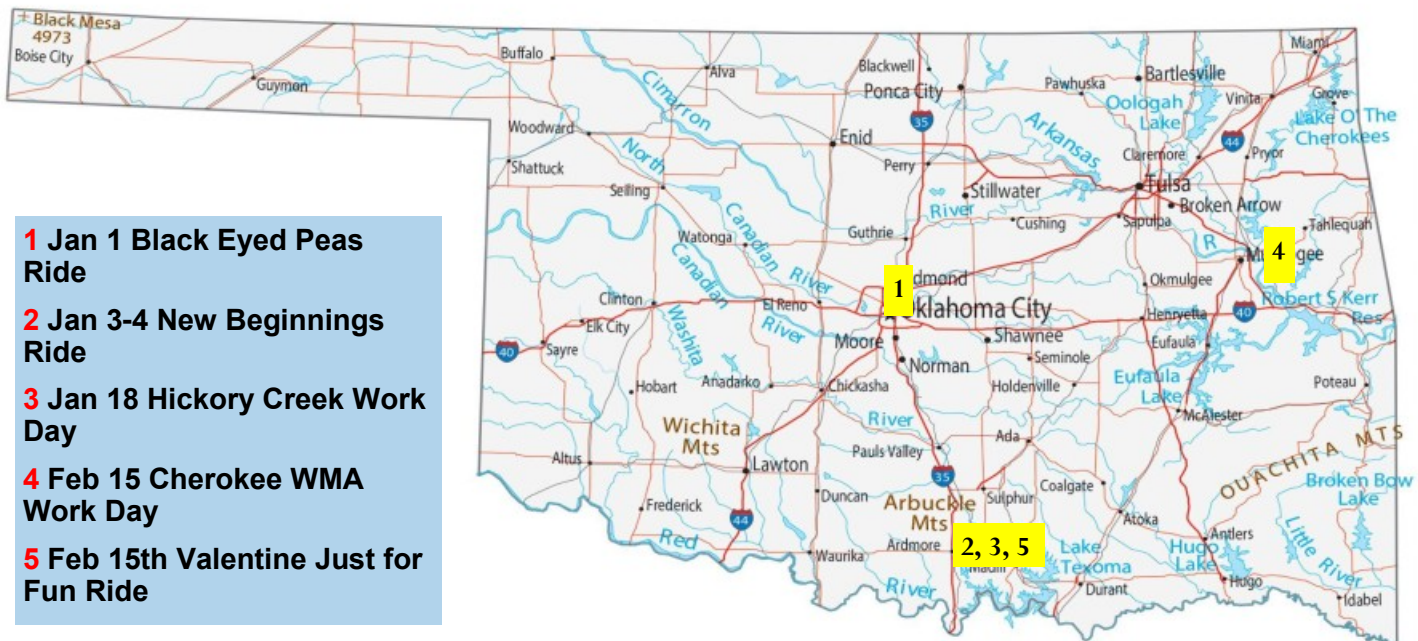 + Black Mesa
4973
Boise City
Guymon
Buffalo
Alva
Blackwell
Ponca City
Pawhuska
Bartlesville
Oologah
Lake
Vinita
Miami
Grove
Lake O' The
Cherokees
Woodward
Cimarron
Enid
35
Arkansas
Claremore
44
Pryor
Shattuck
North
Seiling
Perry
Stillwater
Tulsa
Broken Arrow
River
Cushing
Sapulpa
Tahlequah
Canadian
Watonga
Guthrie
R
4
Okmulgee
Canadian
River
1
Clinton
El Reno
Oklahoma City
Robert S Kerr
Res
Elk City
Washita
River
Henryetta
40
40
Sayre
Moore
Shawnee
Eufaula
Norman
Seminole
Hobart
Anadarko
Chickasha
Holdenville
Eufaula
Lake
Poteau
Wichita
Mts
River
McAlester
Ada
Pauls Valley
Altus
Lawton
35
OUACHITA MTS
Duncan
Arbuckle
Mts
Sulphur
Coalgate
Broken Bow
Lake
Frederick
44
Atoka
Red
Waurika
Ardmore
2, 3, 5
Madill
Lake
Texoma
Hugo
Lake
Antlers
Little River
River
Durant
Hugo
Idabel
1 Jan 1 Black Eyed Peas
Ride
2 Jan 3-4 New Beginnings
Ride
3 Jan 18 Hickory Creek Work
Day
4 Feb 15 Cherokee WMA
Work Day
5 Feb 15th Valentine Just for
Fun Ride